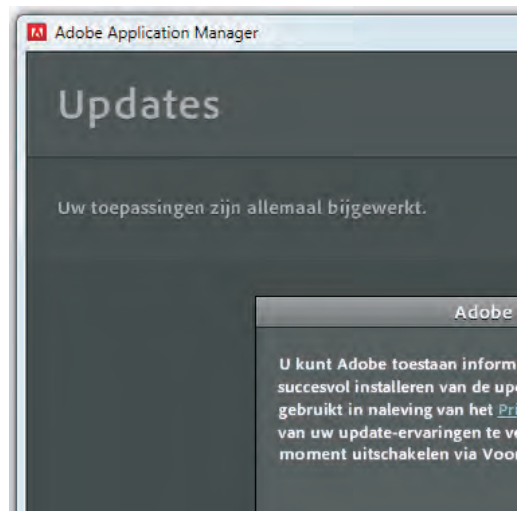 Adobe Application Manager
Updates
Uw toepassingen zijn allemaal bijgewerkt.
Adobe
U kunt Adobe toestaan inform
succesvol installeren van de upd
gebruikt in naleving van het Pri
van uw update-ervaringen te ve
moment uitschakelen via Voor